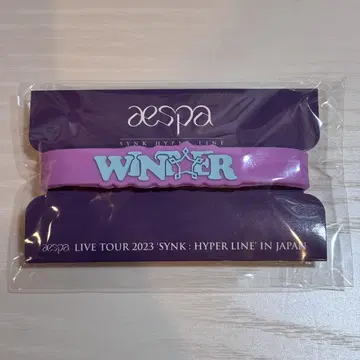 aespa
SYNK HYPER LINE
WINTER
aespa LIVE TOUR 2023 'SYNK : HYPER LINE' IN JAPAN